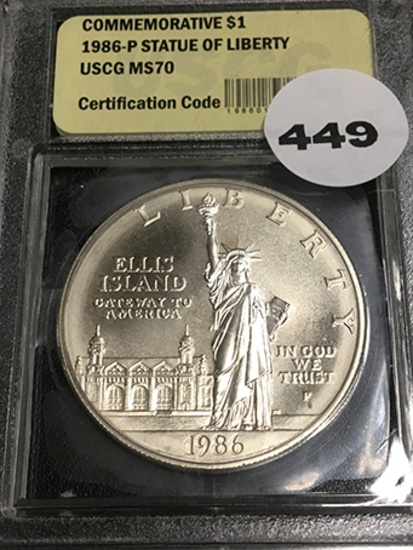 COMMEMORATIVE $1
1986-P STATUE OF LIBERTY
USCG MS70
Certification Code
449
LIBERTY
ELLIS
ISLAND
GATEWAY TO
AMERICA
IN GOD
WE
TRUST
P
1986